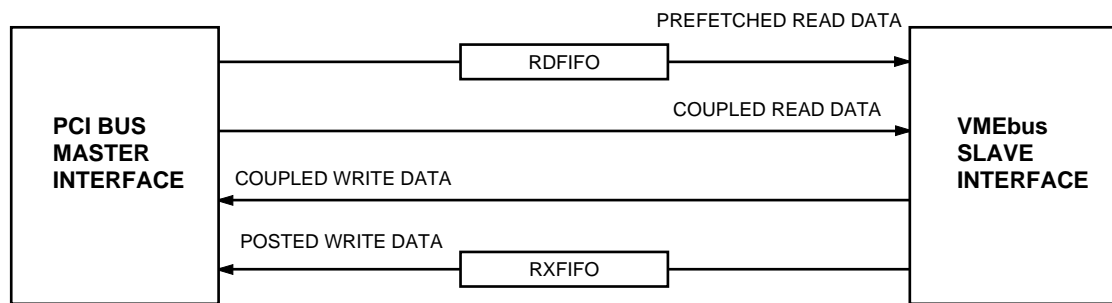 PREFETCHED READ DATA
RDFIFO
COUPLED READ DATA
PCI BUS
MASTER
INTERFACE
VMEbus
SLAVE
INTERFACE
COUPLED WRITE DATA
POSTED WRITE DATA
RXFIFO